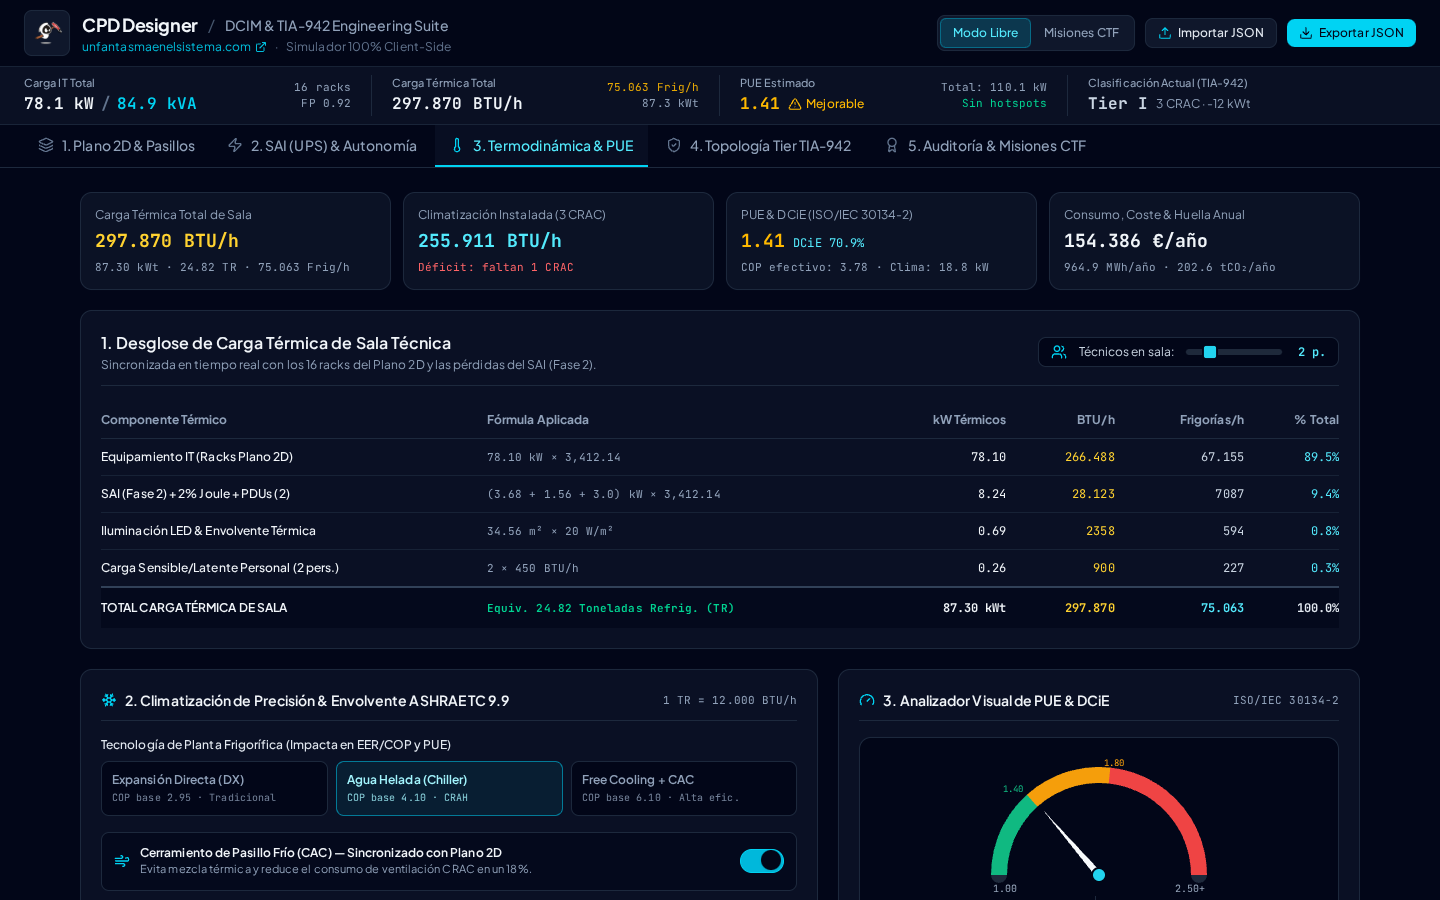 CPD Designer / DCIM & TIA-942 Engineering Suite
unfantasmaenelsistema.com · Simulador 100% Client-Side
Modo Libre
Misiones CTF
Importar JSON
Exportar JSON
Carga IT Total
78.1 kW / 84.9 kVA
16 racks
FP 0.92
Carga Térmica Total
297.870 BTU/h
75.063 Frig/h
87.3 kWt
PUE Estimado
1.41 Mejorable
Total: 110.1 kW
Sin hotspots
Clasificación Actual (TIA-942)
Tier I 3 CRAC · -12 kWt
1. Plano 2D & Pasillos
2. SAI (UPS) & Autonomía
3. Termodinámica & PUE
4. Topología Tier TIA-942
5. Auditoría & Misiones CTF
Carga Térmica Total de Sala
297.870 BTU/h
87.30 kWt · 24.82 TR · 75.063 Frig/h
Climatización Instalada (3 CRAC)
255.911 BTU/h
Déficit: faltan 1 CRAC
PUE & DCiE (ISO/IEC 30134-2)
1.41 DCiE 70.9%
COP efectivo: 3.78 · Clima: 18.8 kW
Consumo, Coste & Huella Anual
154.386 €/año
964.9 MWh/año · 202.6 tCO₂/año
1. Desglose de Carga Térmica de Sala Técnica
Sincronizada en tiempo real con los 16 racks del Plano 2D y las pérdidas del SAI (Fase 2).
Técnicos en sala: 2 p.
Componente Térmico Fórmula Aplicada kW Térmicos BTU/h Frigorías/h % Total
Equipamiento IT (Racks Plano 2D) 78.10 kW × 3,412.14 78.10 266.488 67.155 89.5%
SAI (Fase 2) + 2% Joule + PDUs (2) (3.68 + 1.56 + 3.0) kW × 3,412.14 8.24 28.123 7087 9.4%
Iluminación LED & Envolvente Térmica 34.56 m² × 20 W/m² 0.69 2358 594 0.8%
Carga Sensible/Latente Personal (2 pers.) 2 × 450 BTU/h 0.26 900 227 0.3%
TOTAL CARGA TÉRMICA DE SALA Equiv. 24.82 Toneladas Refrig. (TR) 87.30 kWt 297.870 75.063 100.0%
2. Climatización de Precisión & Envolvente ASHRAE TC 9.9
1 TR = 12.000 BTU/h
Tecnología de Planta Frigorífica (Impacta en EER/COP y PUE)
Expansión Directa (DX)
COP base 2.95 · Tradicional
Agua Helada (Chiller)
COP base 4.10 · CRAH
Free Cooling + CAC
COP base 6.10 · Alta efic.
Cerramiento de Pasillo Frío (CAC) — Sincronizado con Plano 2D
Evita mezcla térmica y reduce el consumo de ventilación CRAC en un 18%.
3. Analizador Visual de PUE & DCiE
ISO/IEC 30134-2
1.80
1.40
1.00
2.50+